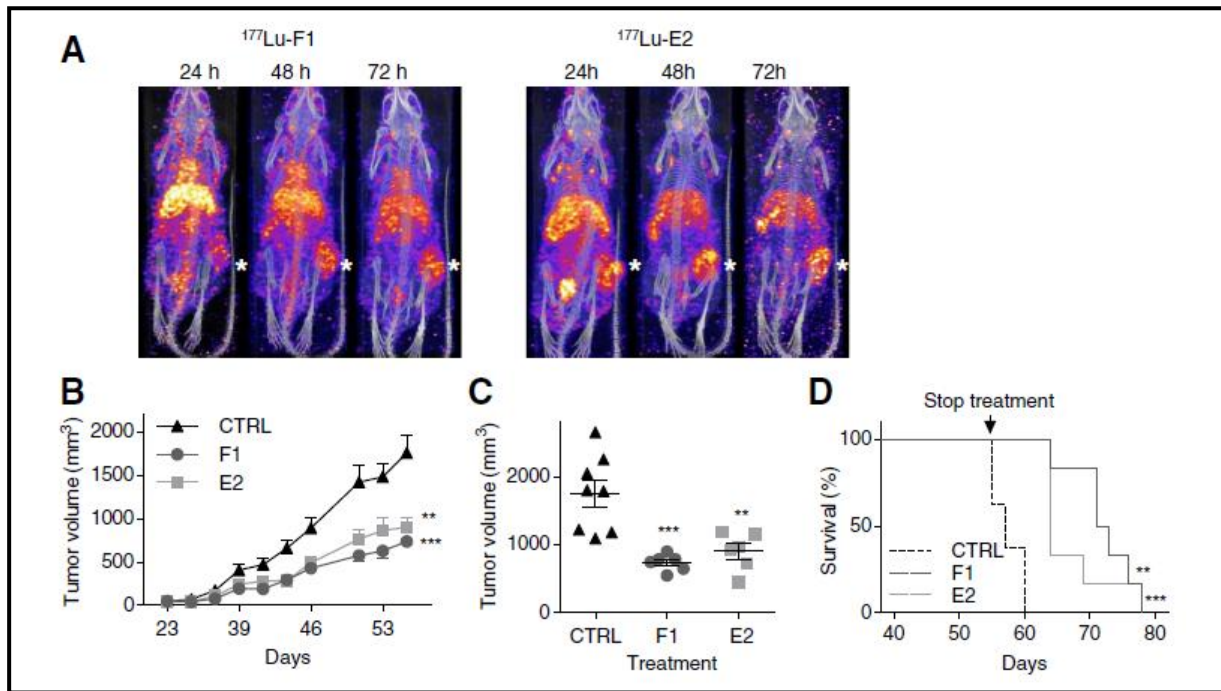 A
¹⁷⁷Lu-F1
24 h 48 h 72 h
* * *
¹⁷⁷Lu-E2
24h 48h 72h
* * *
B
Tumor volume (mm³)
2000
1500
1000
500
0
CTRL
F1
E2
**
***
23 39 46 53
Days
C
Tumor volume (mm³)
2000
1000
0
***
**
CTRL F1 E2
Treatment
D
Stop treatment
Survival (%)
100
50
0
CTRL
F1
E2
**
***
40 50 60 70 80
Days